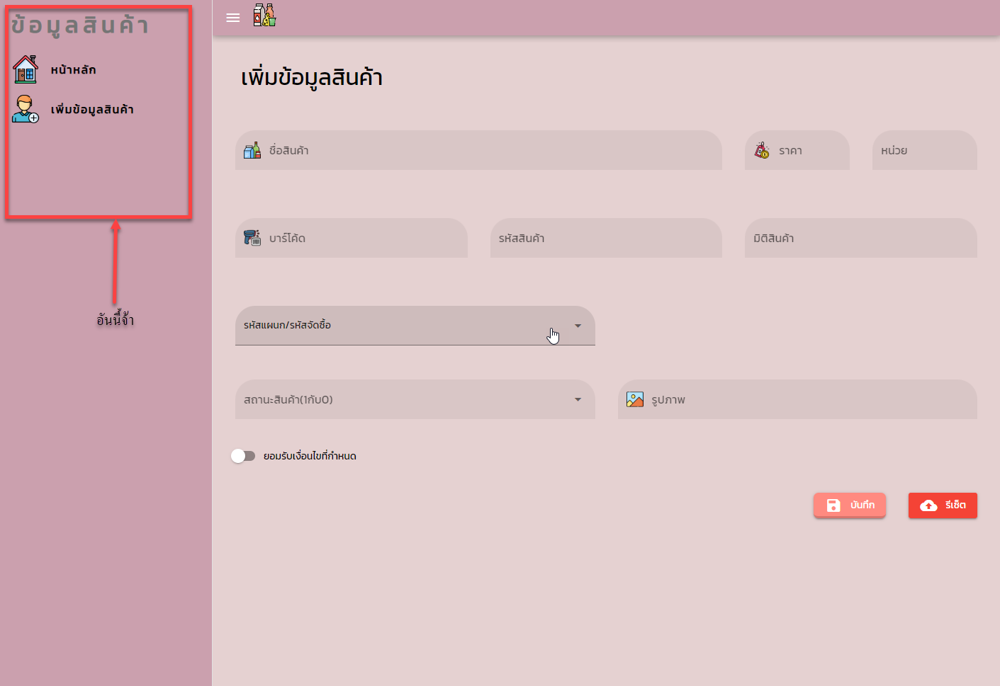 ข้อมูลสินค้า
หน้าหลัก
เพิ่มข้อมูลสินค้า
อันนี้จ้า
เพิ่มข้อมูลสินค้า
ชื่อสินค้า ราคา หน่วย
บาร์โค้ด รหัสสินค้า มิติสินค้า
รหัสแผนก/รหัสจัดซื้อ
สถานะสินค้า(1กับ0) รูปภาพ
ยอมรับเงื่อนไขที่กำหนด
บันทึก รีเซ็ต